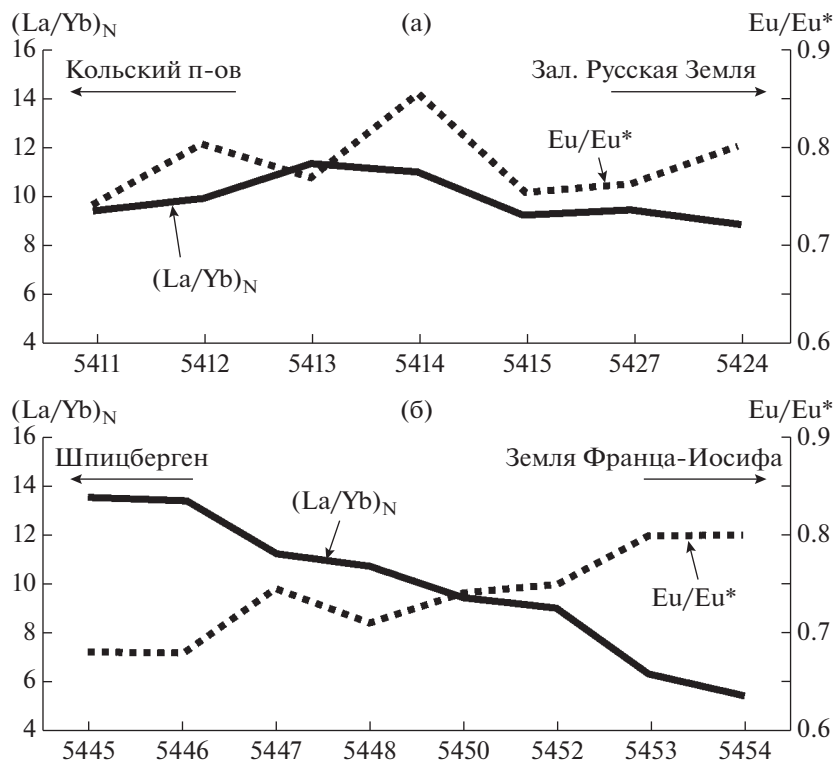 (La/Yb)N (а) Eu/Eu*
16 0.9
Кольский п-ов Зал. Русская Земля
14
12 Eu/Eu* 0.8
10
8 0.7
(La/Yb)N
6
4 0.6
5411 5412 5413 5414 5415 5427 5424
(La/Yb)N (б) Eu/Eu*
16 0.9
Шпицберген Земля Франца-Иосифа
14
(La/Yb)N
12 0.8
10
Eu/Eu*
8 0.7
6
4 0.6
5445 5446 5447 5448 5450 5452 5453 5454